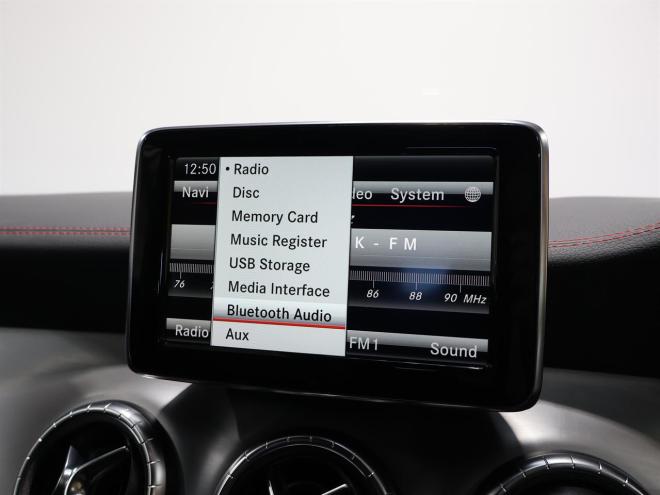 12:50
• Radio
Navi
Disc
deo System
Memory Card
Music Register
K - FM
USB Storage
76
Media Interface
86 88 90 MHz
Bluetooth Audio
Radio
Aux
FM1
Sound